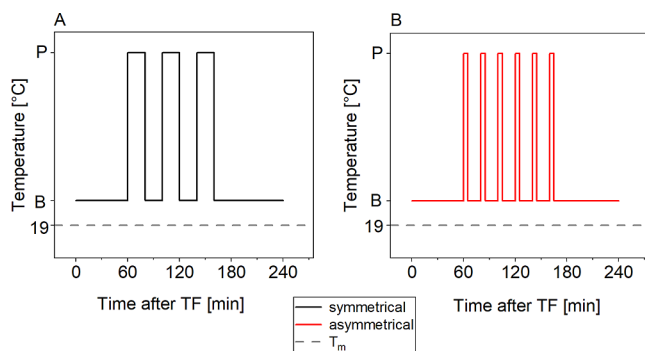 A
B
P
B
19
Temperature [°C]
0
60
120
180
240
Time after TF [min]
P
B
19
Temperature [°C]
0
60
120
180
240
Time after TF [min]
symmetrical
asymmetrical
Tm